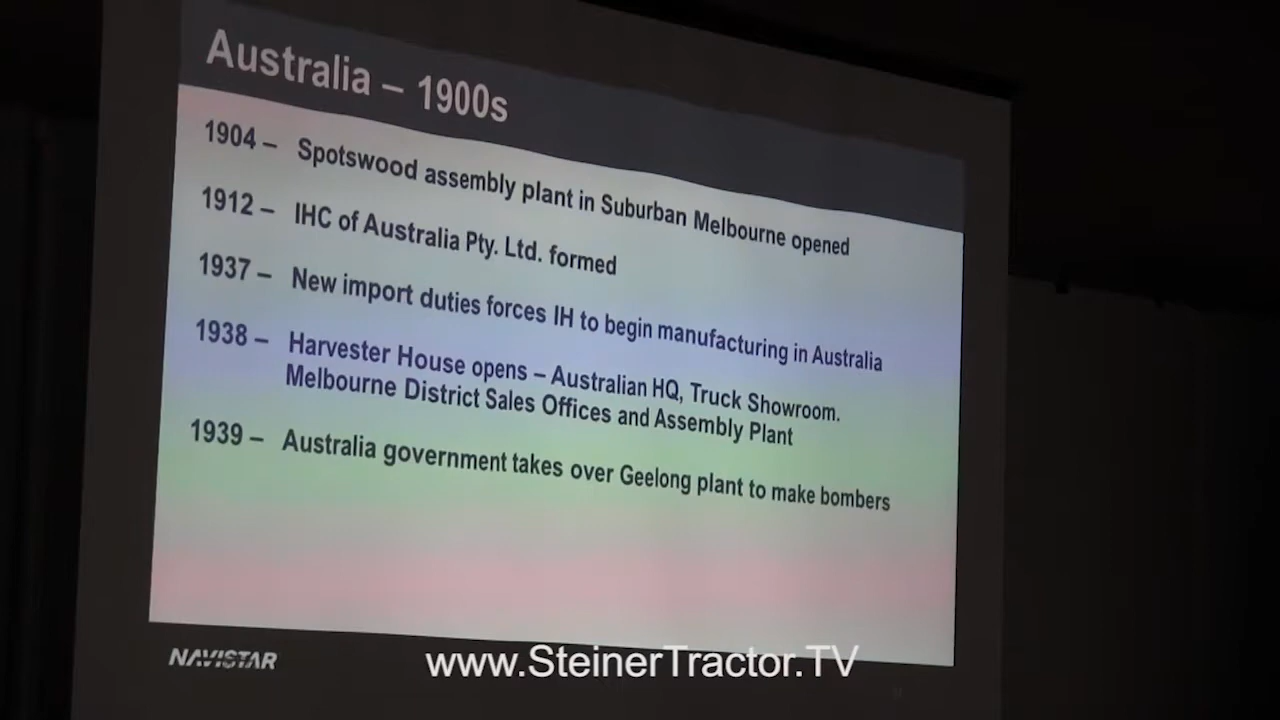 Australia – 1900s
1904 – Spotswood assembly plant in Suburban Melbourne opened
1912 – IHC of Australia Pty. Ltd. formed
1937 – New import duties forces IH to begin manufacturing in Australia
1938 – Harvester House opens – Australian HQ, Truck Showroom.
Melbourne District Sales Offices and Assembly Plant
1939 – Australia government takes over Geelong plant to make bombers
NAVISTAR
www.SteinerTractor.TV